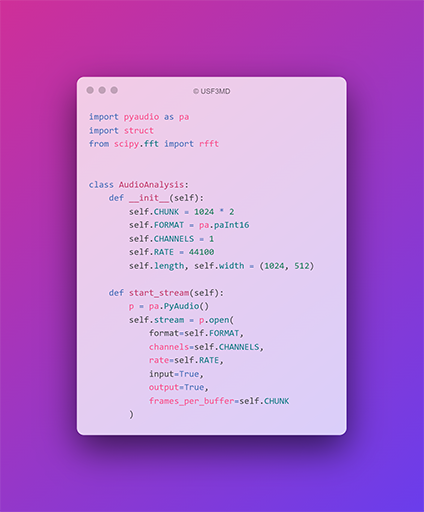 © USF3MD
import pyaudio as pa
import struct
from scipy.fft import rfft
class AudioAnalysis:
    def __init__(self):
        self.CHUNK = 1024 * 2
        self.FORMAT = pa.paInt16
        self.CHANNELS = 1
        self.RATE = 44100
        self.length, self.width = (1024, 512)
    def start_stream(self):
        p = pa.PyAudio()
        self.stream = p.open(
            format=self.FORMAT,
            channels=self.CHANNELS,
            rate=self.RATE,
            input=True,
            output=True,
            frames_per_buffer=self.CHUNK
        )